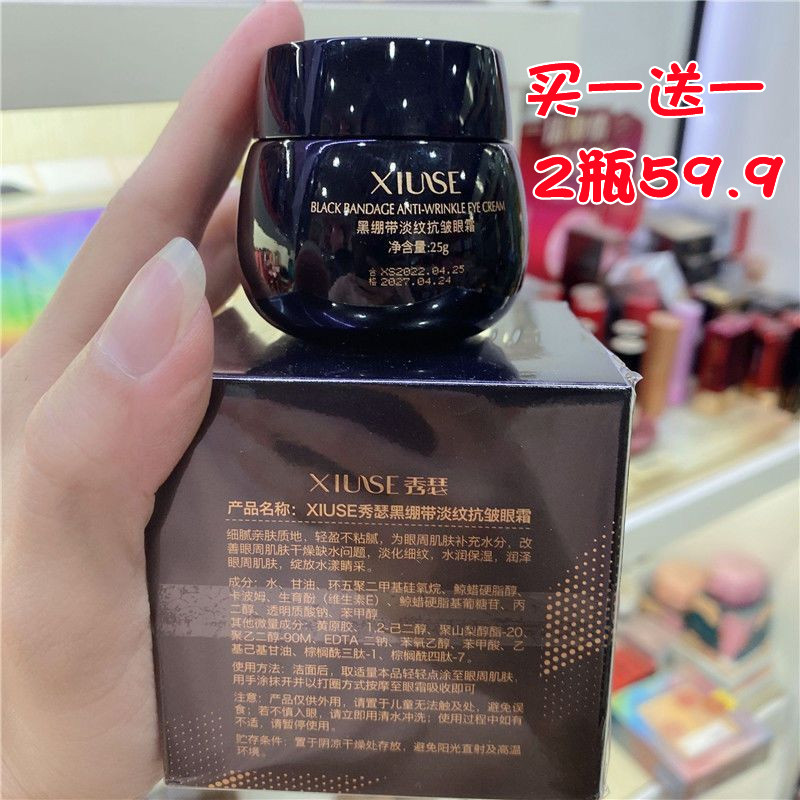 买一送一
2瓶59.9
XIUSE
BLACK BANDAGE ANTI-WRINKLE EYE CREAM
黑绷带淡纹抗皱眼霜
净含量:25g
合格 XS2022.04.25
2027.04.24
XIUSE秀瑟
产品名称：XIUSE秀瑟黑绷带淡纹抗皱眼霜
细腻亲肤质地，轻盈不粘腻，为眼周肌肤补充水分，改
善眼周肌肤干燥缺水问题，淡化细纹，水润保湿，润泽
眼周肌肤，绽放水漾睛采。
成分：水、甘油、环五聚二甲基硅氧烷、鲸蜡硬脂醇、
卡波姆、生育酚（维生素E）、鲸蜡硬脂基葡糖苷、丙
二醇、透明质酸钠、苯甲醇
其他微量成分：黄原胶、1,2-己二醇、聚山梨醇酯-20、
聚乙二醇-90M、EDTA 二钠、苯氧乙醇、苯甲酸、乙
基己基甘油、棕榈酰三肽-1、棕榈酰四肽-7。
使用方法：洁面后，取适量本品轻轻点涂至眼周肌肤，
用手涂抹开并以打圈方式按摩至眼霜吸收即可
注意：产品仅供外用，请置于儿童无法触及处，避免误
食；若不慎入眼，请立即用清水冲洗；使用过程中如有
不适，请暂停使用。
贮存条件：置于阴凉干燥处存放，避免阳光直射及高温
环境。